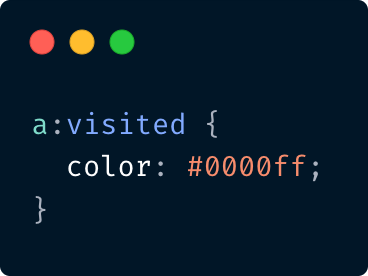 a:visited {
  color: #0000ff;
}